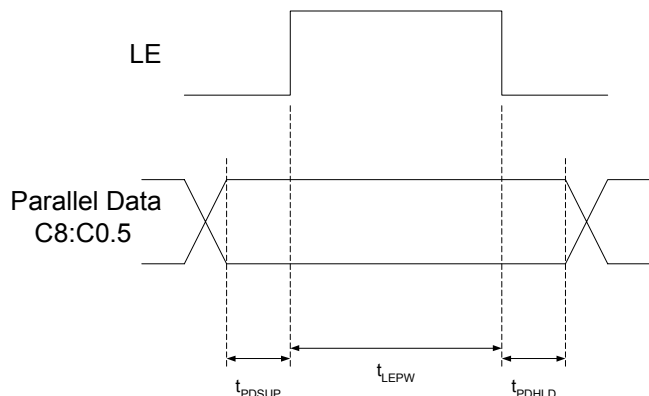 LE
Parallel Data
C8:C0.5
tPDSUP
tLEPW
tPDHLD